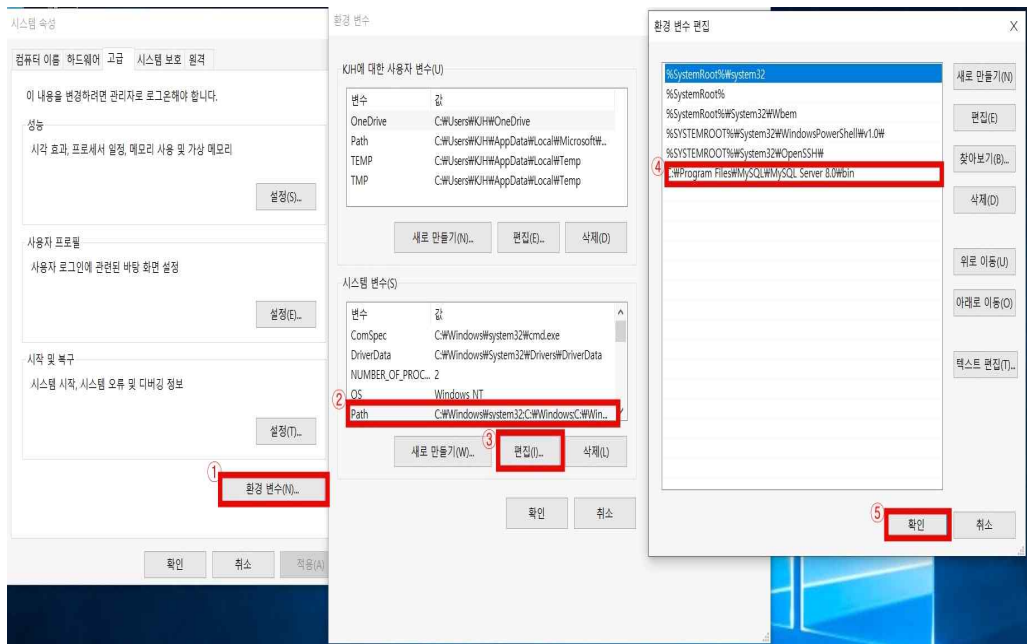 시스템 속성
컴퓨터 이름 하드웨어 고급 시스템 보호 원격
이 내용을 변경하려면 관리자로 로그온해야 합니다.
성능
시각 효과, 프로세서 일정, 메모리 사용 및 가상 메모리
설정(S)...
사용자 프로필
사용자 로그인에 관련된 바탕 화면 설정
설정(E)...
시작 및 복구
시스템 시작, 시스템 오류 및 디버깅 정보
설정(T)...
①
환경 변수(N)...
확인 취소 적용(A)
환경 변수
KJH에 대한 사용자 변수(U)
변수 값
OneDrive C:₩Users₩KJH₩OneDrive
Path C:₩Users₩KJH₩AppData₩Local₩Microsoft₩...
TEMP C:₩Users₩KJH₩AppData₩Local₩Temp
TMP C:₩Users₩KJH₩AppData₩Local₩Temp
새로 만들기(N)... 편집(E)... 삭제(D)
시스템 변수(S)
변수 값
ComSpec C:₩Windows₩system32₩cmd.exe
DriverData C:₩Windows₩System32₩Drivers₩DriverData
NUMBER_OF_PROC... 2
OS Windows NT
② Path C:₩Windows₩system32;C:₩Windows;C:₩Win...
새로 만들기(W)... ③ 편집(I)... 삭제(L)
확인 취소
환경 변수 편집 X
%SystemRoot%₩system32
%SystemRoot%
%SystemRoot%₩System32₩Wbem
%SYSTEMROOT%₩System32₩WindowsPowerShell₩v1.0₩
%SYSTEMROOT%₩System32₩OpenSSH₩
④ C:₩Program Files₩MySQL₩MySQL Server 8.0₩bin
새로 만들기(N)
편집(E)
찾아보기(B)...
삭제(D)
위로 이동(U)
아래로 이동(O)
텍스트 편집(T)...
⑤ 확인 취소